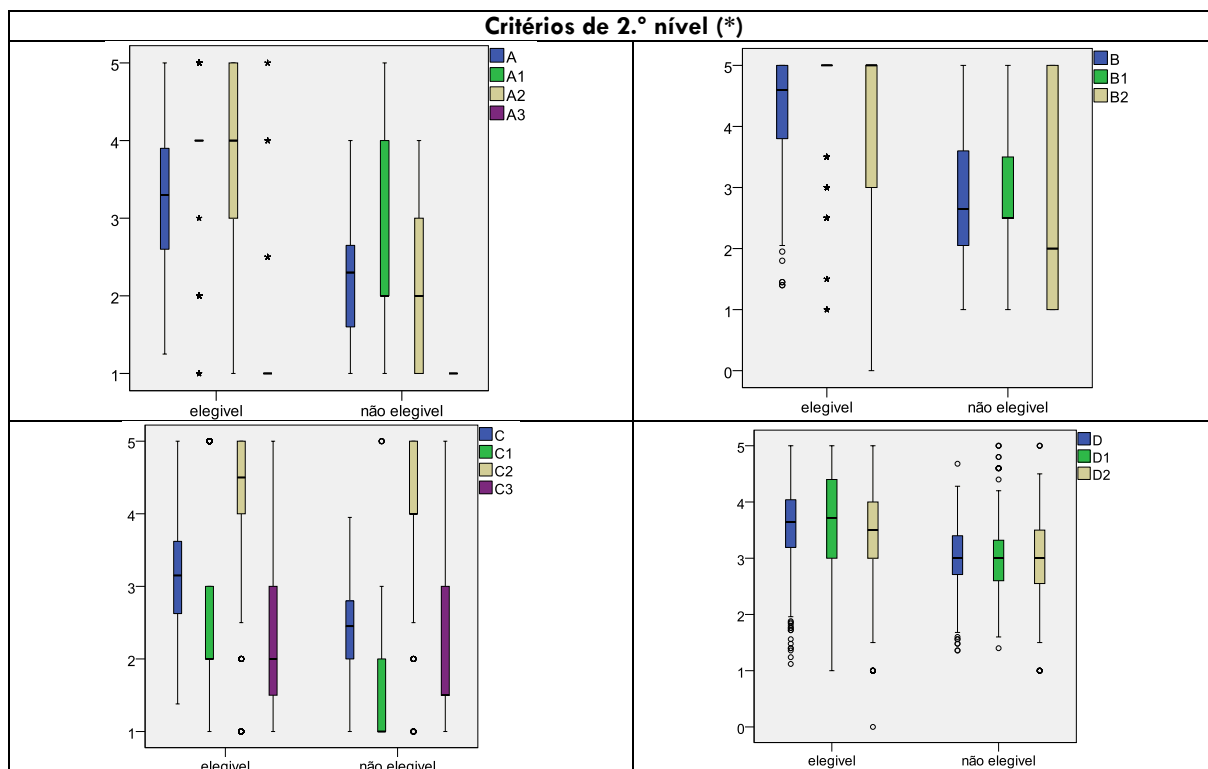 Critérios de 2.º nível (*)
5
4
3
2
1
elegivel
não elegivel
A
A1
A2
A3
5
4
3
2
1
0
elegivel
não elegivel
B
B1
B2
5
4
3
2
1
elegivel
não elegivel
C
C1
C2
C3
5
4
3
2
1
0
elegivel
não elegivel
D
D1
D2